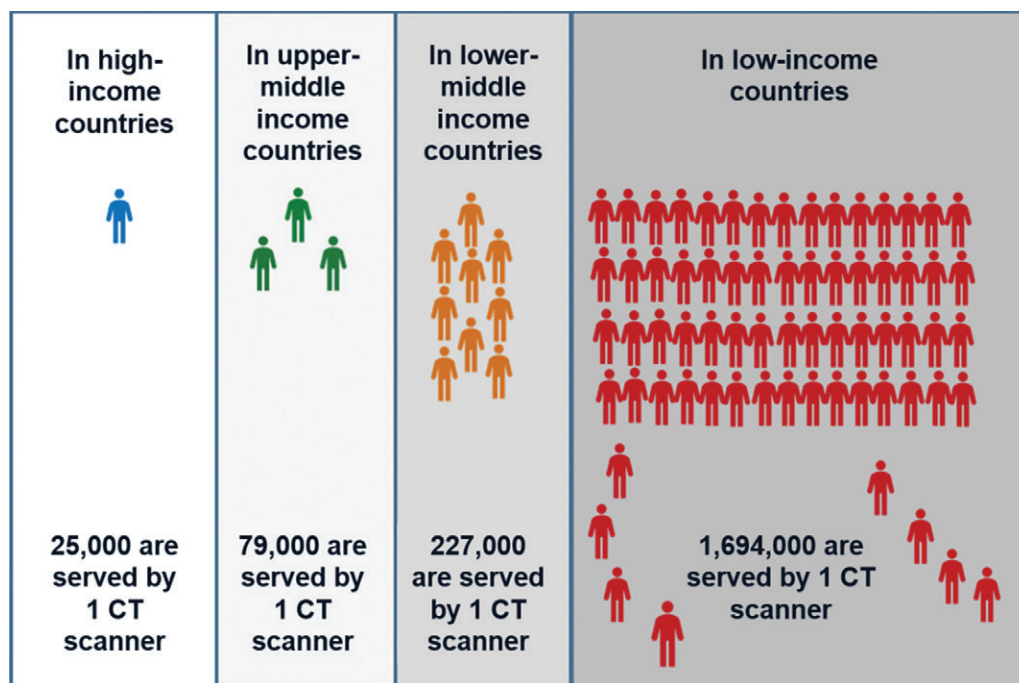 In high-
income
countries
25,000 are
served by
1 CT
scanner
In upper-
middle
income
countries
79,000 are
served by
1 CT
scanner
In lower-
middle
income
countries
227,000
are served
by 1 CT
scanner
In low-income
countries
1,694,000 are
served by 1 CT
scanner